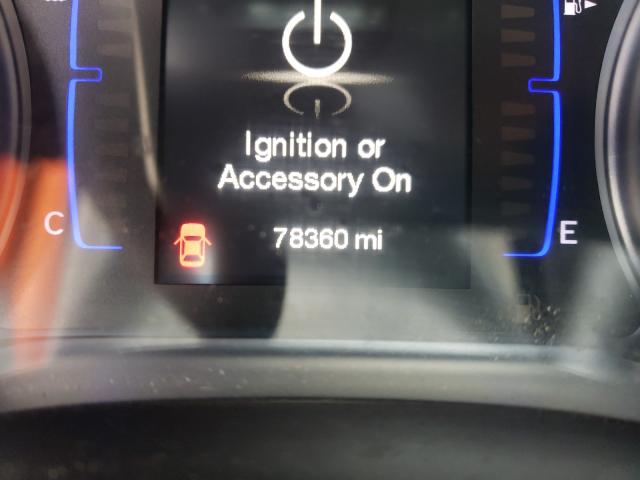 Ignition or
Accessory On
C
78360 mi
E